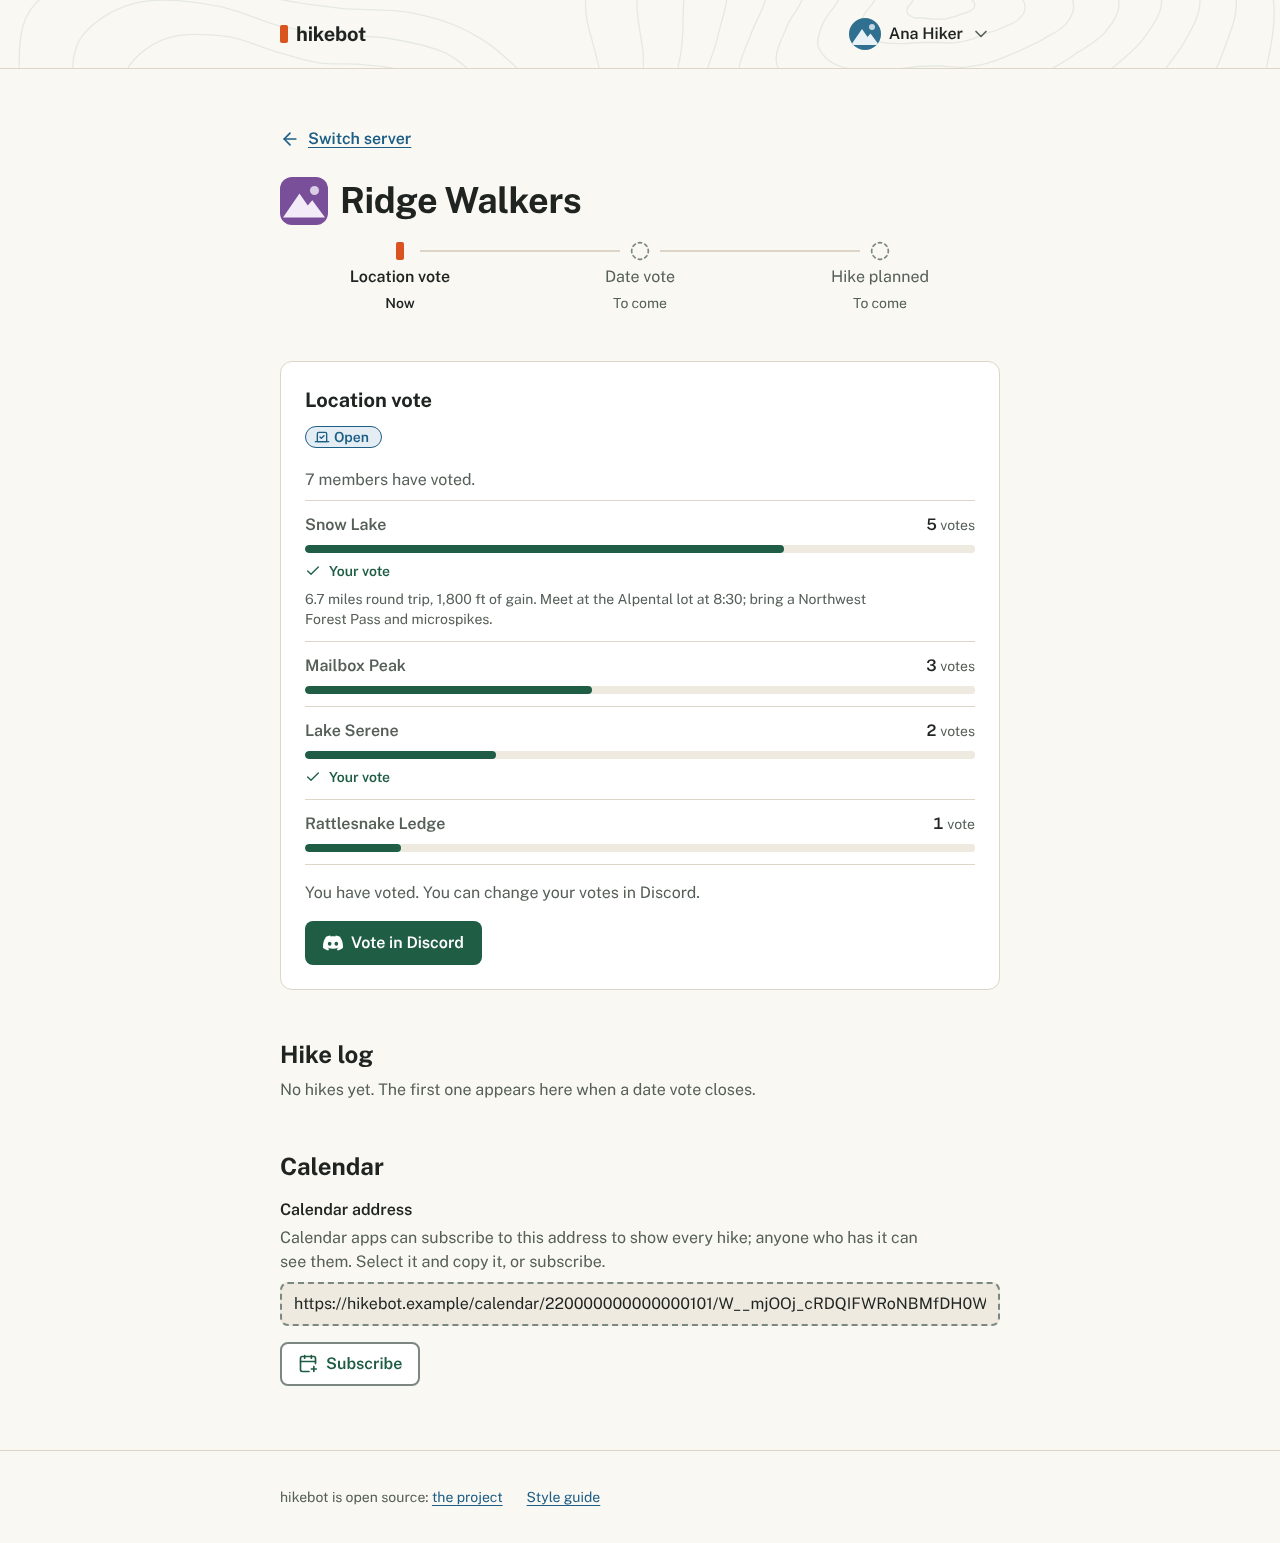 hikebot
Ana Hiker
Switch server
Ridge Walkers
Location vote
Now
Date vote
To come
Hike planned
To come
Location vote
Open
7 members have voted.
Snow Lake
5 votes
Your vote
6.7 miles round trip, 1,800 ft of gain. Meet at the Alpental lot at 8:30; bring a Northwest
Forest Pass and microspikes.
Mailbox Peak
3 votes
Lake Serene
2 votes
Your vote
Rattlesnake Ledge
1 vote
You have voted. You can change your votes in Discord.
Vote in Discord
Hike log
No hikes yet. The first one appears here when a date vote closes.
Calendar
Calendar address
Calendar apps can subscribe to this address to show every hike; anyone who has it can
see them. Select it and copy it, or subscribe.
https://hikebot.example/calendar/220000000000000101/W__mjOOj_cRDQIFWRoNBMfDH0W
Subscribe
hikebot is open source: the project
Style guide